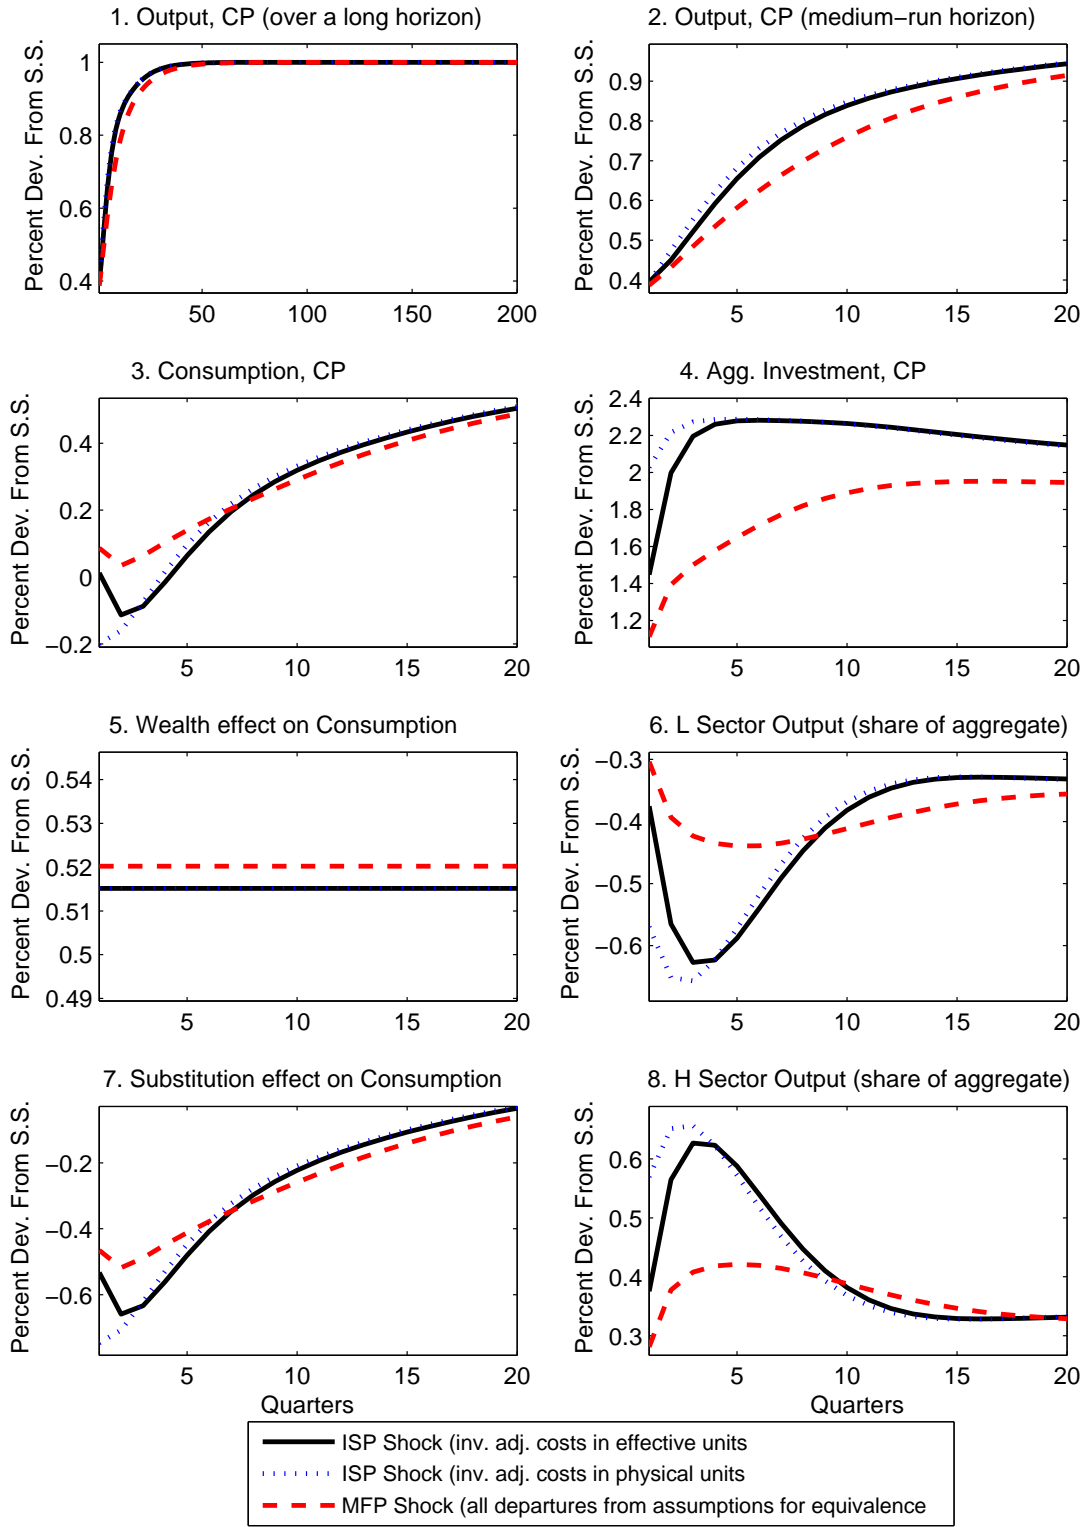 1. Output, CP (over a long horizon)
Percent Dev. From S.S.
1
0.8
0.6
0.4
50 100 150 200
2. Output, CP (medium−run horizon)
Percent Dev. From S.S.
0.9
0.8
0.7
0.6
0.5
0.4
5 10 15 20
3. Consumption, CP
Percent Dev. From S.S.
0.4
0.2
0
−0.2
5 10 15 20
4. Agg. Investment, CP
Percent Dev. From S.S.
2.4
2.2
2
1.8
1.6
1.4
1.2
5 10 15 20
5. Wealth effect on Consumption
Percent Dev. From S.S.
0.54
0.53
0.52
0.51
0.5
0.49
5 10 15 20
6. L Sector Output (share of aggregate)
Percent Dev. From S.S.
−0.3
−0.4
−0.5
−0.6
5 10 15 20
7. Substitution effect on Consumption
Percent Dev. From S.S.
−0.2
−0.4
−0.6
5 10 15 20
Quarters
8. H Sector Output (share of aggregate)
Percent Dev. From S.S.
0.6
0.5
0.4
0.3
5 10 15 20
Quarters
ISP Shock (inv. adj. costs in effective units
ISP Shock (inv. adj. costs in physical units
MFP Shock (all departures from assumptions for equivalence